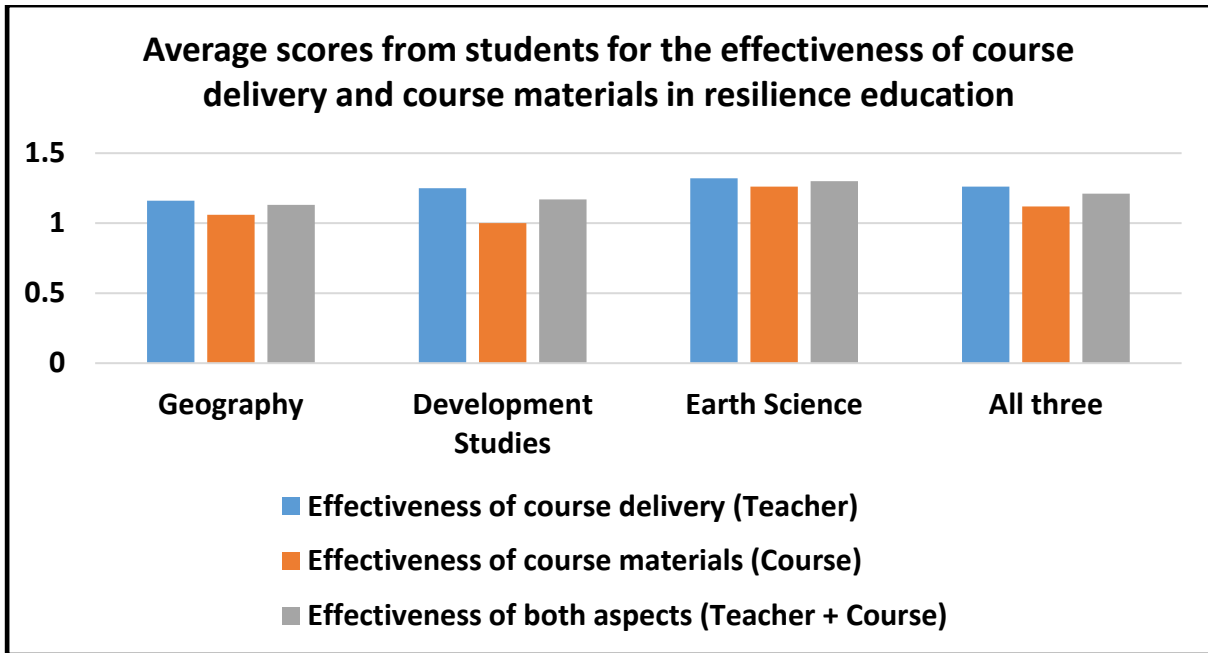 Average scores from students for the effectiveness of course
delivery and course materials in resilience education
1.5
1
0.5
0
Geography
Development
Studies
Earth Science
All three
Effectiveness of course delivery (Teacher)
Effectiveness of course materials (Course)
Effectiveness of both aspects (Teacher + Course)